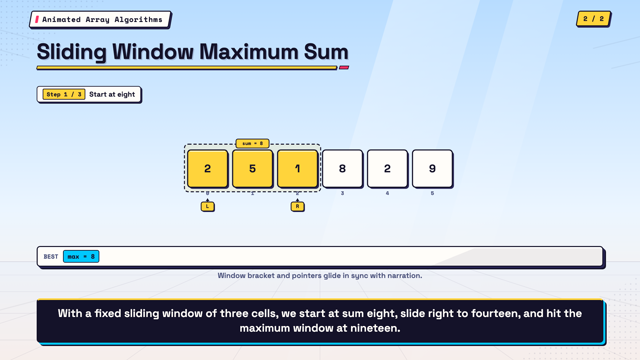 Animated Array Algorithms
2 / 2
Sliding Window Maximum Sum
Step 1 / 3 Start at eight
sum = 8
2 5 1 8 2 9
3 4 5
L R
BEST max = 8
Window bracket and pointers glide in sync with narration.
With a fixed sliding window of three cells, we start at sum eight, slide right to fourteen, and hit the
maximum window at nineteen.